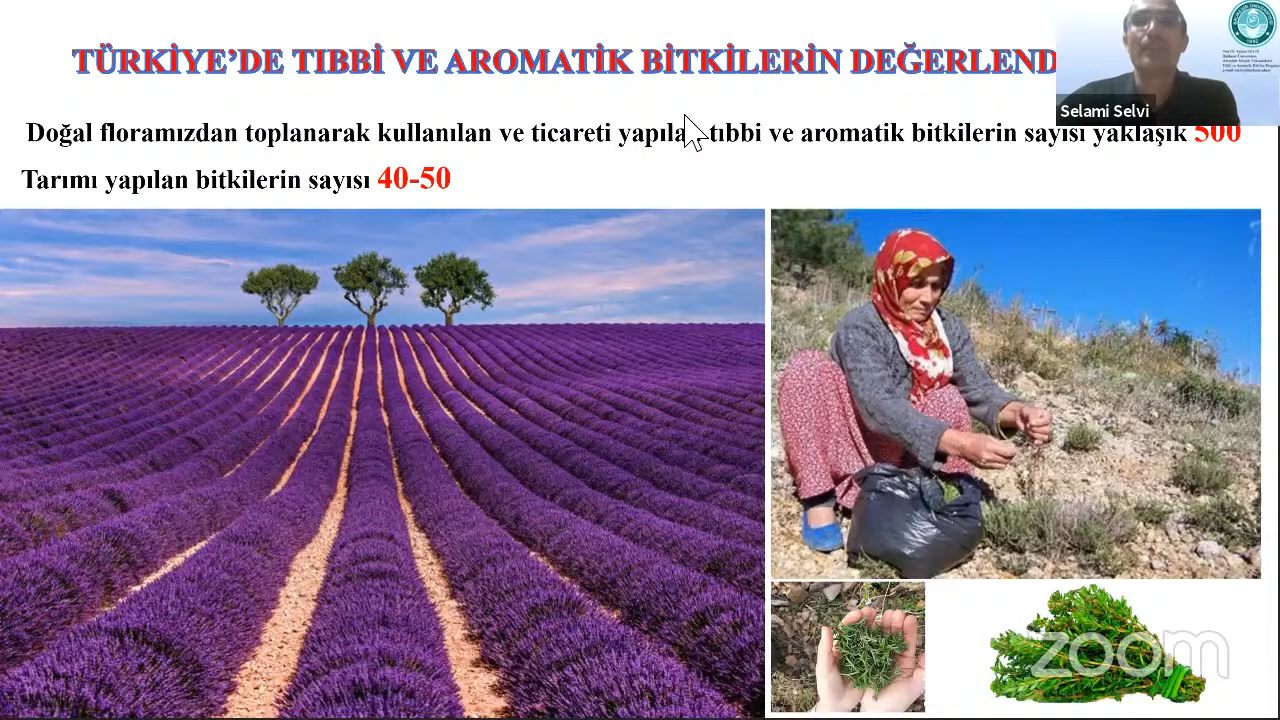 TÜRKİYE’DE TIBBİ VE AROMATİK BİTKİLERİN DEĞERLEND
Selami Selvi
Doğal floramızdan toplanarak kullanılan ve ticareti yapıla tıbbi ve aromatik bitkilerin sayısı yaklaşık 500
Tarımı yapılan bitkilerin sayısı 40-50
zoom